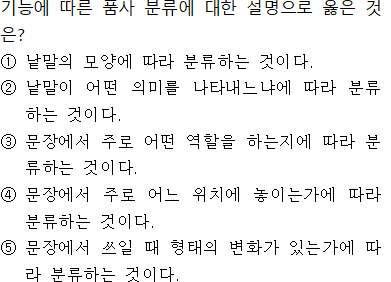 기능에 따른 품사 분류에 대한 설명으로 옳은 것
은?
① 낱말의 모양에 따라 분류하는 것이다.
② 낱말이 어떤 의미를 나타내느냐에 따라 분류
하는 것이다.
③ 문장에서 주로 어떤 역할을 하는지에 따라 분
류하는 것이다.
④ 문장에서 주로 어느 위치에 놓이는가에 따라
분류하는 것이다.
⑤ 문장에서 쓰일 때 형태의 변화가 있는가에 따
라 분류하는 것이다.